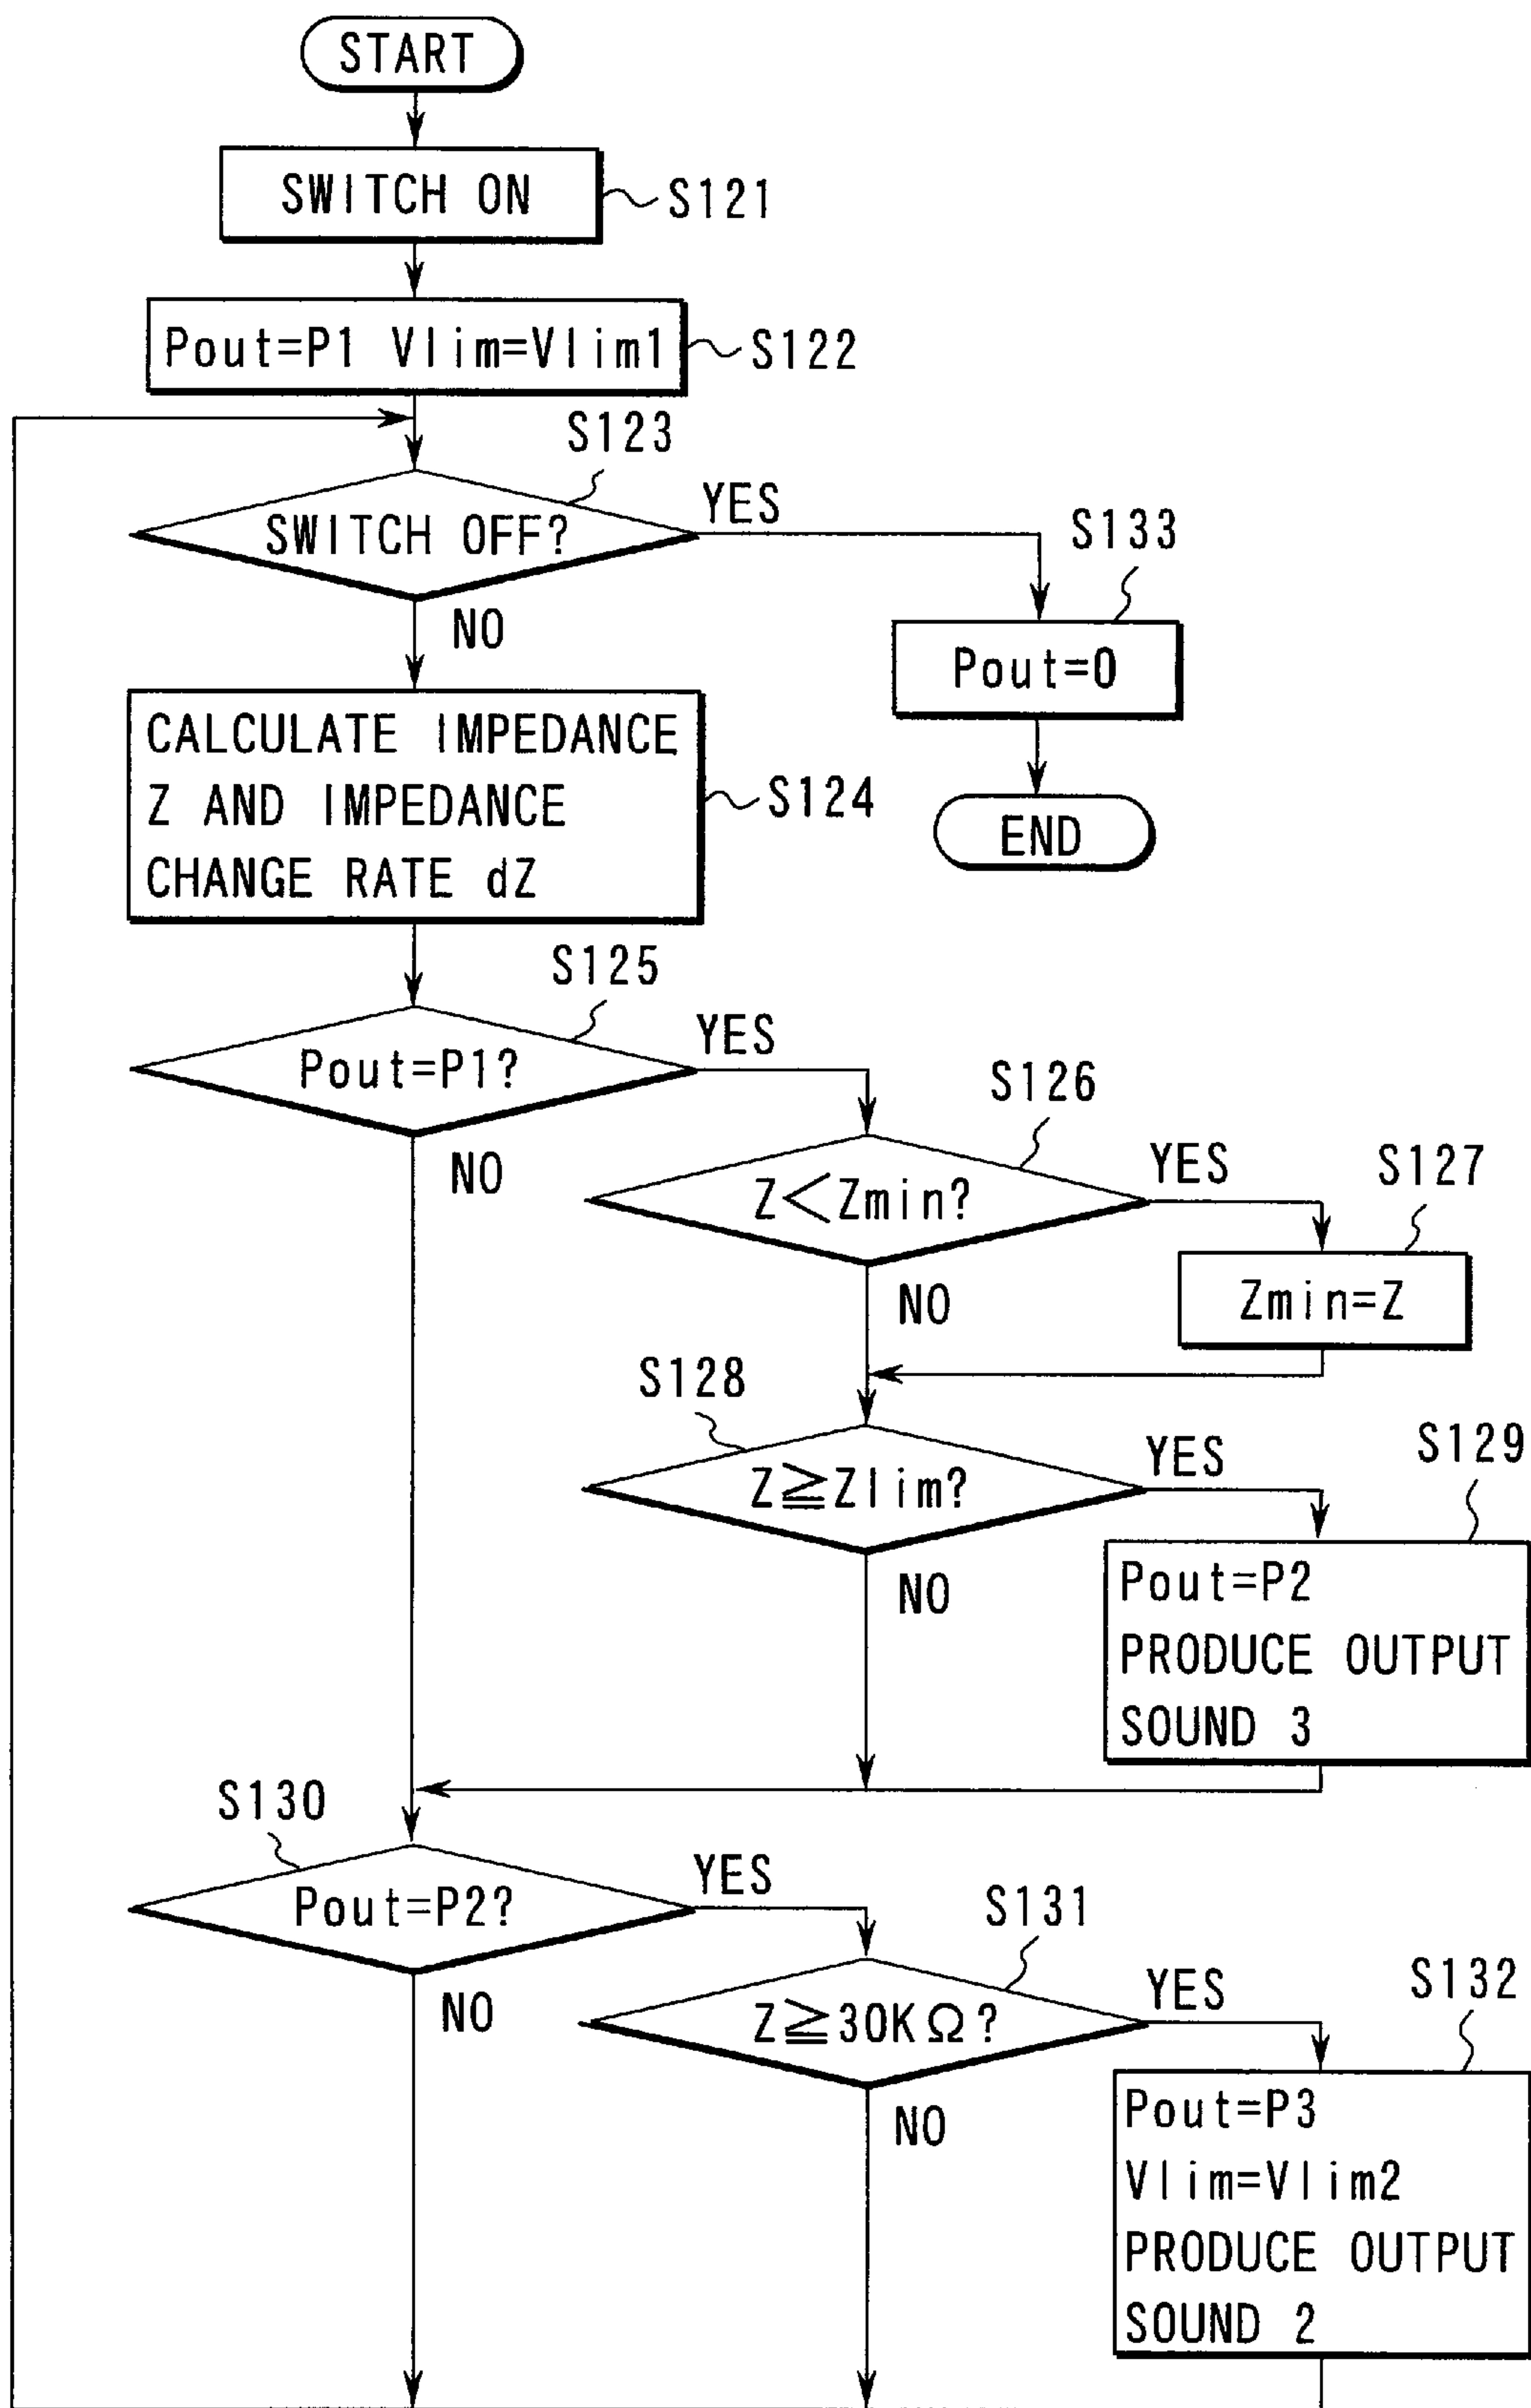 START
SWITCH ON
S121
Pout=P1 Vlim=Vlim1
S122
S123
SWITCH OFF?
YES
NO
S133
Pout=0
END
CALCULATE IMPEDANCE
Z AND IMPEDANCE
CHANGE RATE dZ
S124
S125
Pout=P1?
YES
NO
S126
Z<Zmin?
YES
NO
S127
Zmin=Z
S128
Z≧Zlim?
YES
NO
S129
Pout=P2
PRODUCE OUTPUT
SOUND 3
S130
Pout=P2?
YES
NO
S131
Z≧30KΩ?
YES
NO
S132
Pout=P3
Vlim=Vlim2
PRODUCE OUTPUT
SOUND 2